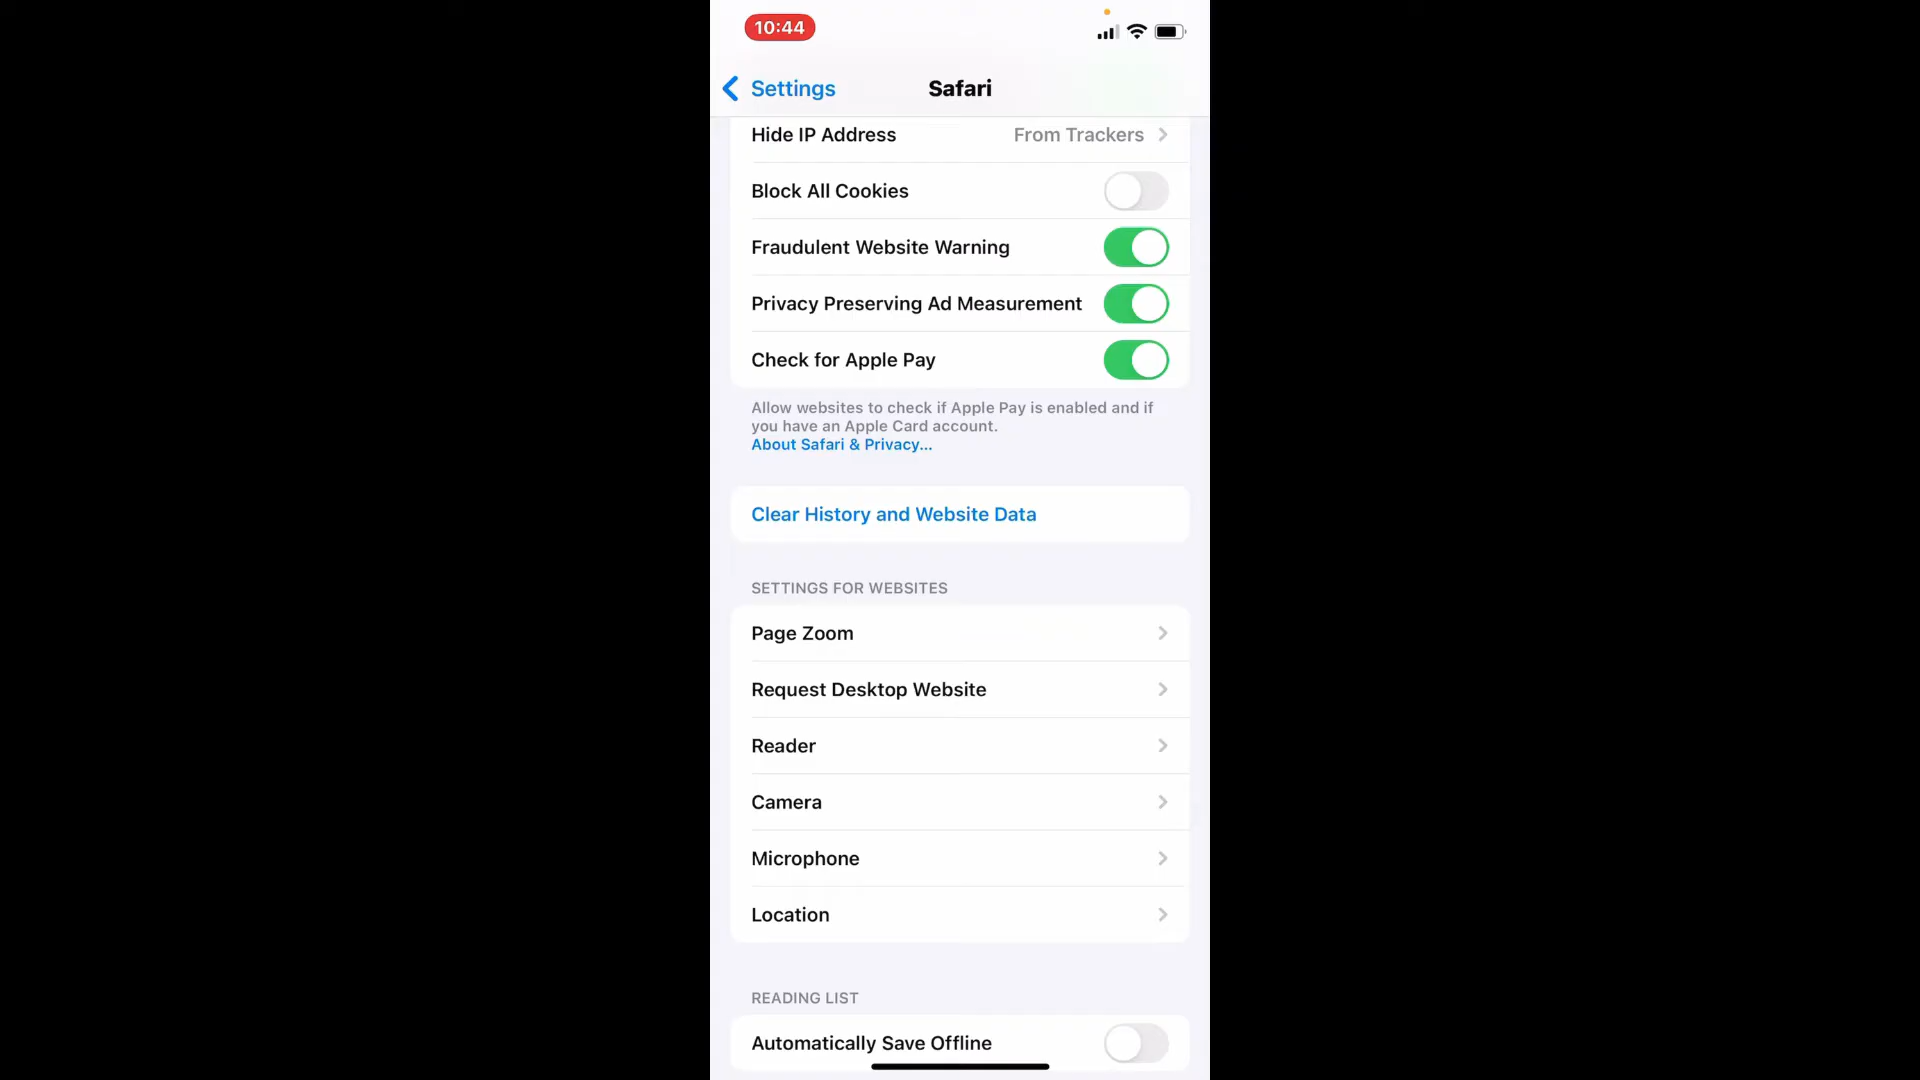 10:44
Settings
Safari
Hide IP Address From Trackers
Block All Cookies
Fraudulent Website Warning
Privacy Preserving Ad Measurement
Check for Apple Pay
Allow websites to check if Apple Pay is enabled and if
you have an Apple Card account.
About Safari & Privacy...
Clear History and Website Data
SETTINGS FOR WEBSITES
Page Zoom
Request Desktop Website
Reader
Camera
Microphone
Location
READING LIST
Automatically Save Offline